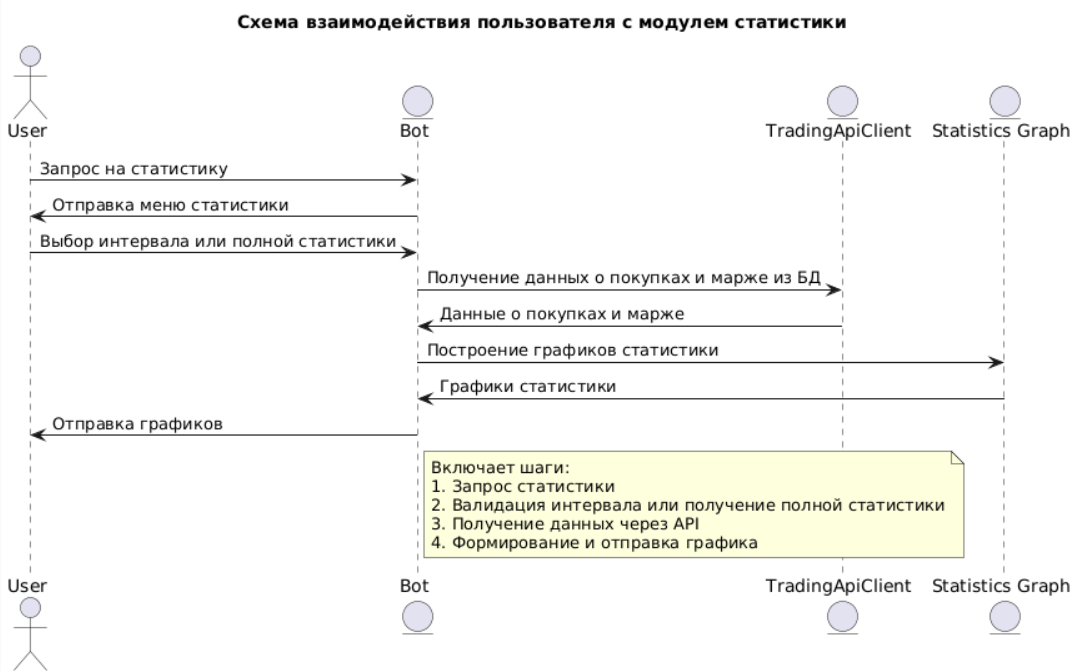 Схема взаимодействия пользователя с модулем статистики
User
Bot
TradingApiClient
Statistics Graph
Запрос на статистику
Отправка меню статистики
Выбор интервала или полной статистики
Получение данных о покупках и марже из БД
Данные о покупках и марже
Построение графиков статистики
Графики статистики
Отправка графиков
Включает шаги:
1. Запрос статистики
2. Валидация интервала или получение полной статистики
3. Получение данных через API
4. Формирование и отправка графика
User
Bot
TradingApiClient
Statistics Graph